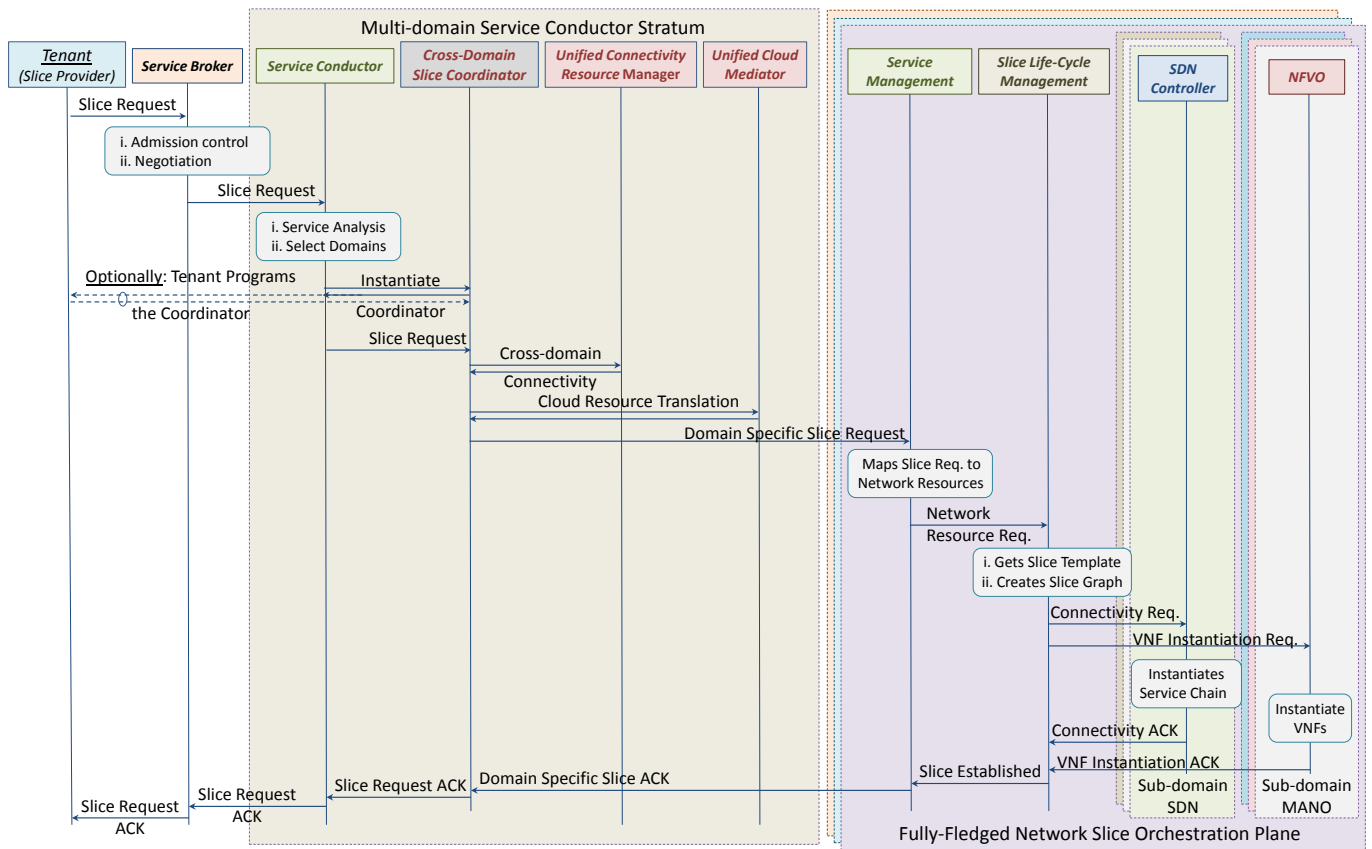 Multi-domain Service Conductor Stratum
Tenant
(Slice Provider)
Service Broker
Service Conductor
Cross-Domain
Slice Coordinator
Unified Connectivity
Resource Manager
Unified Cloud
Mediator
Service
Management
Slice Life-Cycle
Management
SDN
Controller
NFVO
Slice Request
i. Admission control
ii. Negotiation
Slice Request
i. Service Analysis
ii. Select Domains
Optionally: Tenant Programs
the Coordinator
Instantiate
Coordinator
Slice Request
Cross-domain
Connectivity
Cloud Resource Translation
Domain Specific Slice Request
Maps Slice Req. to
Network Resources
Network
Resource Req.
i. Gets Slice Template
ii. Creates Slice Graph
Connectivity Req.
VNF Instantiation Req.
Instantiates
Service Chain
Instantiate
VNFs
Connectivity ACK
VNF Instantiation ACK
Slice Established
Domain Specific Slice ACK
Slice Request ACK
Slice Request
ACK
Slice Request
ACK
Sub-domain
SDN
Sub-domain
MANO
Fully-Fledged Network Slice Orchestration Plane